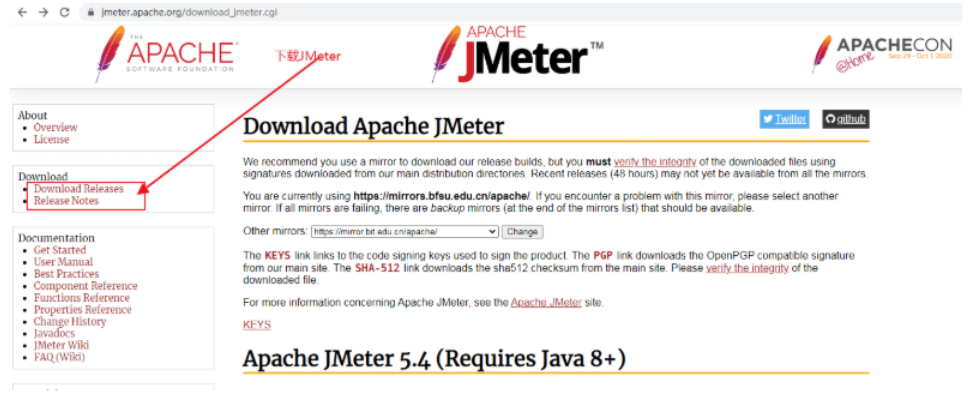 jmeter.apache.org/download_jmeter.cgi
THE
APACHE
SOFTWARE FOUNDATION
下载JMeter
APACHE
JMeter™
APACHECON
@Home
Sep 29 - Oct 1, 2020
About
Overview
License
Download
Download Releases
Release Notes
Documentation
Get Started
User Manual
Best Practices
Component Reference
Functions Reference
Properties Reference
Change History
Javadocs
JMeter Wiki
FAQ (Wiki)
Download Apache JMeter
Twitter
github
We recommend you use a mirror to download our release builds, but you must verify the integrity of the downloaded files using
signatures downloaded from our main distribution directories. Recent releases (48 hours) may not yet be available from all the mirrors.
You are currently using https://mirrors.bfsu.edu.cn/apache/. If you encounter a problem with this mirror, please select another
mirror. If all mirrors are failing, there are backup mirrors (at the end of the mirrors list) that should be available.
Other mirrors: https://mirror.bit.edu.cn/apache/ Change
The KEYS link links to the code signing keys used to sign the product. The PGP link downloads the OpenPGP compatible signature
from our main site. The SHA-512 link downloads the sha512 checksum from the main site. Please verify the integrity of the
downloaded file.
For more information concerning Apache JMeter, see the Apache JMeter site.
KEYS
Apache JMeter 5.4 (Requires Java 8+)